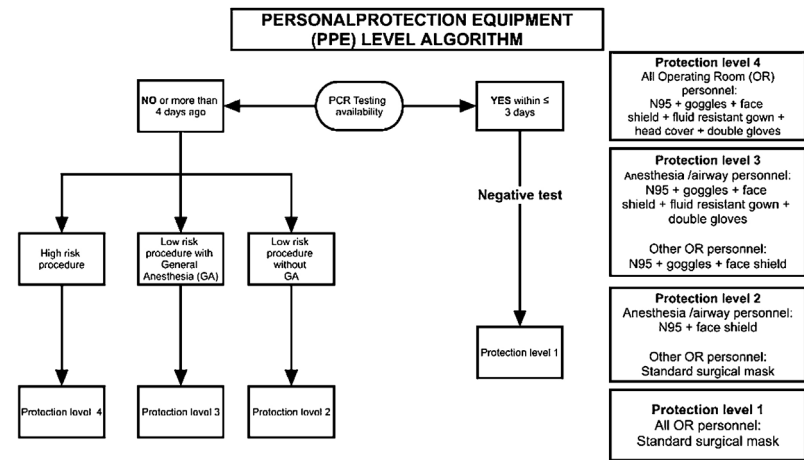 PERSONALPROTECTION EQUIPMENT
(PPE) LEVEL ALGORITHM
NO or more than
4 days ago
PCR Testing
availability
YES within ≤
3 days
Negative test
High risk
procedure
Low risk
procedure with
General
Anesthesia (GA)
Low risk
procedure
without
GA
Protection level 1
Protection level 4
Protection level 3
Protection level 2
Protection level 4
All Operating Room (OR)
personnel:
N95 + goggles + face
shield + fluid resistant gown +
head cover + double gloves
Protection level 3
Anesthesia /airway personnel:
N95 + goggles + face
shield + fluid resistant gown +
double gloves
Other OR personnel:
N95 + goggles + face shield
Protection level 2
Anesthesia /airway personnel:
N95 + face shield
Other OR personnel:
Standard surgical mask
Protection level 1
All OR personnel:
Standard surgical mask